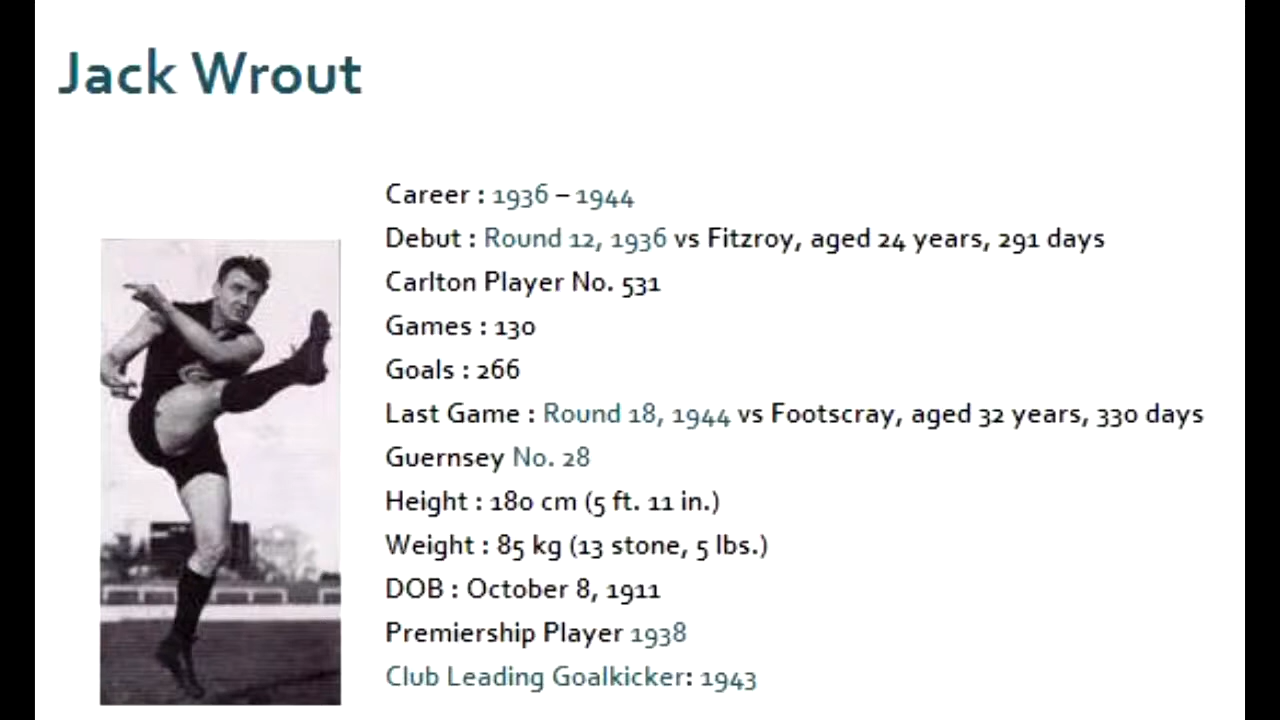 Jack Wrout
Career : 1936 – 1944
Debut : Round 12, 1936 vs Fitzroy, aged 24 years, 291 days
Carlton Player No. 531
Games : 130
Goals : 266
Last Game : Round 18, 1944 vs Footscray, aged 32 years, 330 days
Guernsey No. 28
Height : 180 cm (5 ft. 11 in.)
Weight : 85 kg (13 stone, 5 lbs.)
DOB : October 8, 1911
Premiership Player 1938
Club Leading Goalkicker: 1943